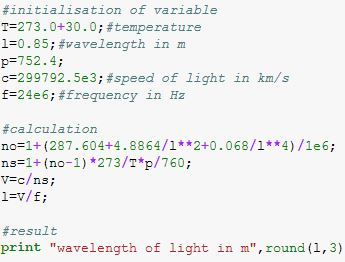 #initialisation of variable
T=273.0+30.0;#temperature
l=0.85;#wavelength in m
p=752.4;
c=299792.5e3;#speed of light in km/s
f=24e6;#frequency in Hz
#calculation
no=1+(287.604+4.8864/l**2+0.068/l**4)/1e6;
ns=1+(no-1)*273/T*p/760;
V=c/ns;
l=V/f;
#result
print "wavelength of light in mm",round(l,3)